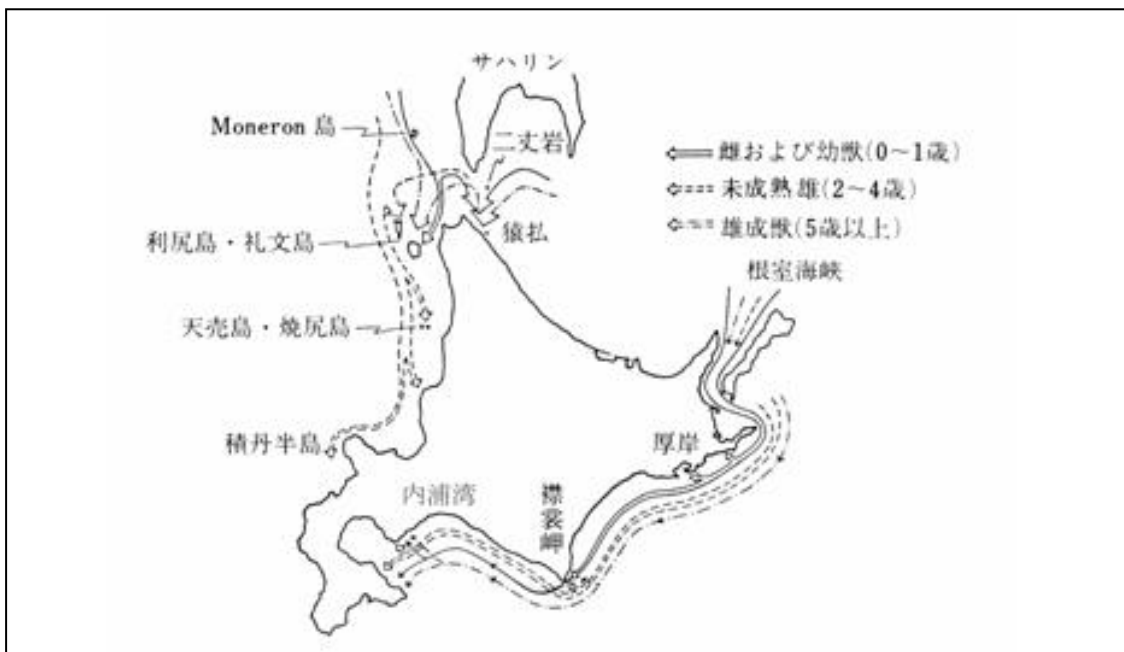 サハリン
Moneron 島
二丈岩
雌および幼獣(0～1歳)
未成熟雄(2～4歳)
雄成獣(5歳以上)
利尻島・礼文島
猿払
根室海峡
天売島・焼尻島
積丹半島
厚岸
内浦湾
襟裳岬